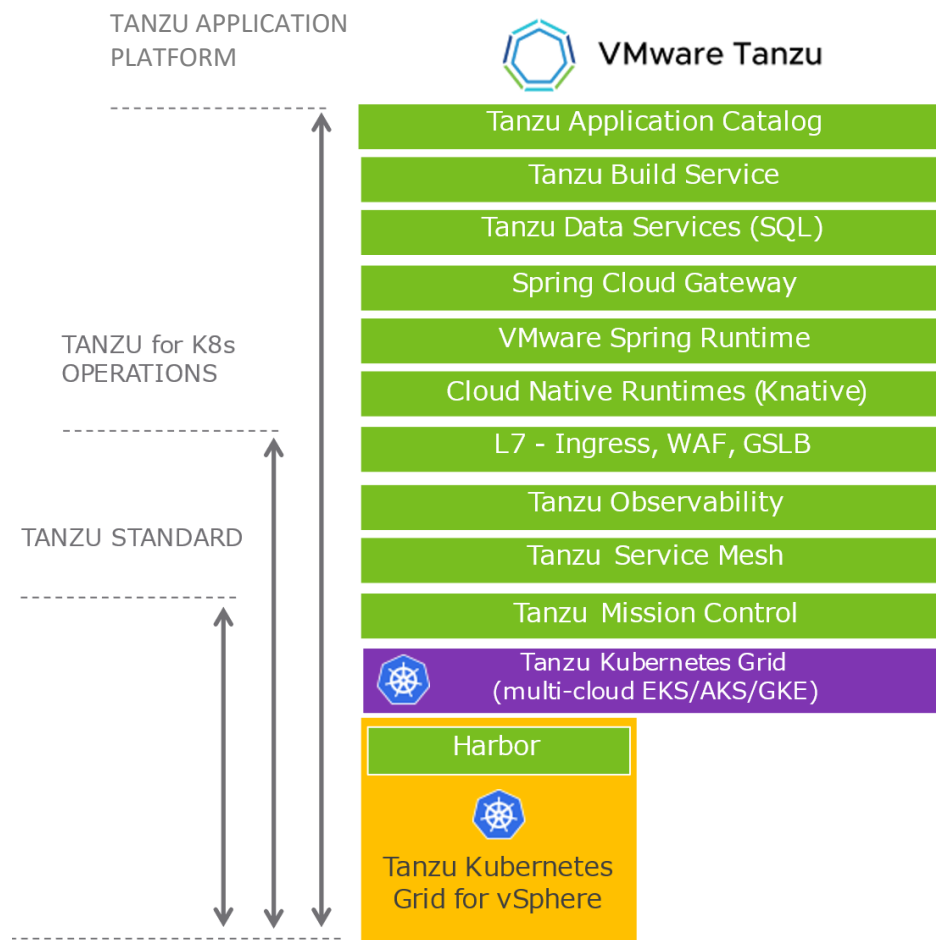 TANZU APPLICATION
PLATFORM
VMware Tanzu
Tanzu Application Catalog
Tanzu Build Service
Tanzu Data Services (SQL)
Spring Cloud Gateway
TANZU for K8s
OPERATIONS
VMware Spring Runtime
Cloud Native Runtimes (Knative)
L7 - Ingress, WAF, GSLB
Tanzu Observability
TANZU STANDARD
Tanzu Service Mesh
Tanzu Mission Control
Tanzu Kubernetes Grid
(multi-cloud EKS/AKS/GKE)
Harbor
Tanzu Kubernetes
Grid for vSphere